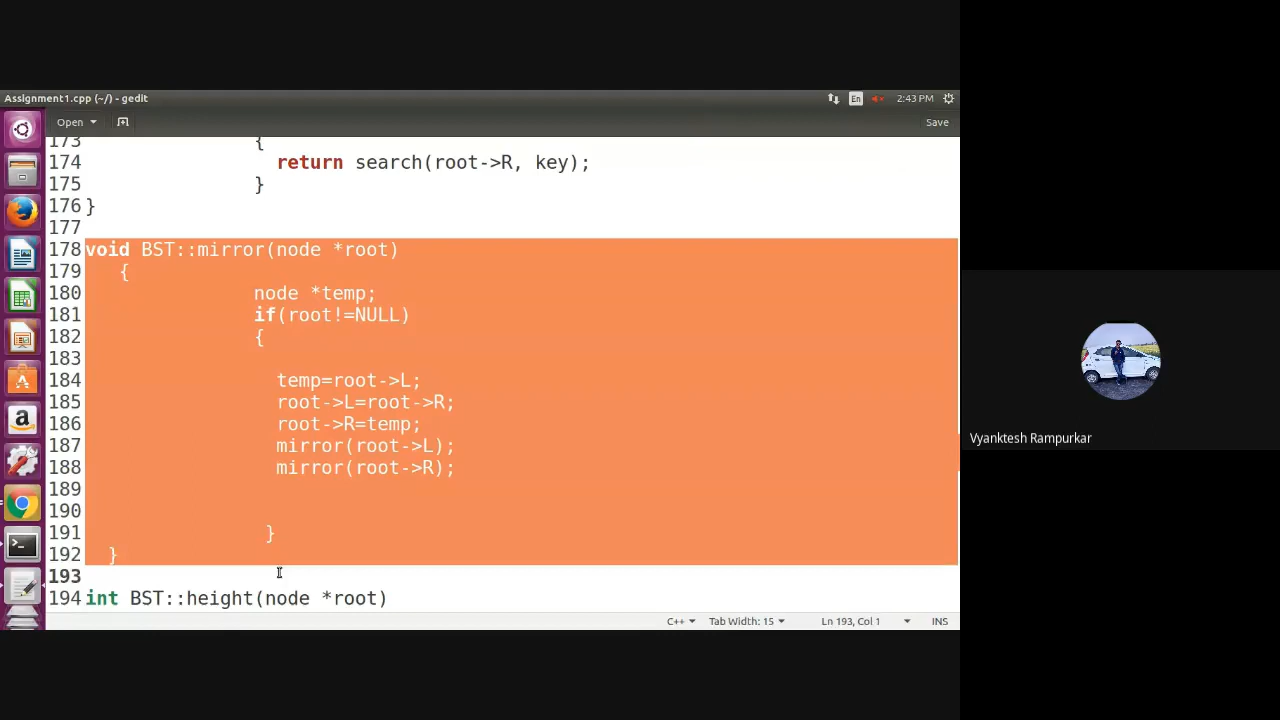 Assignment1.cpp (~/) - gedit
En
2:43 PM
Open
Save
173 {
174 return search(root->R, key);
175 }
176 }
177
178 void BST::mirror(node *root)
179 {
180 node *temp;
181 if(root!=NULL)
182 {
183
184 temp=root->L;
185 root->L=root->R;
186 root->R=temp;
187 mirror(root->L);
188 mirror(root->R);
189
190
191 }
192 }
193
194 int BST::height(node *root)
C++ Tab Width: 15 Ln 193, Col 1 INS
Vyanktesh Rampurkar